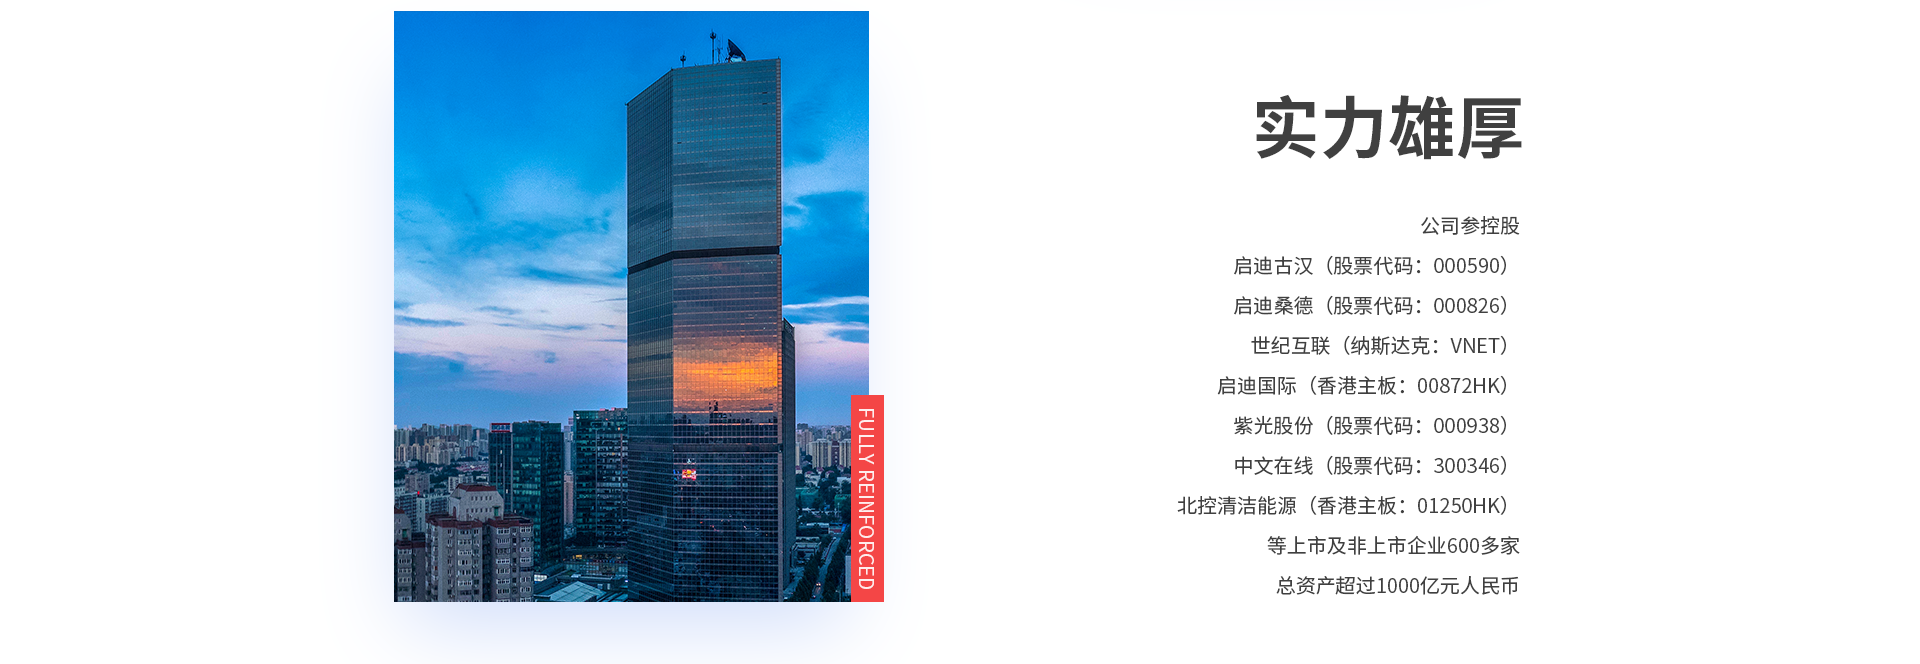 实力雄厚
公司参控股
启迪古汉（股票代码：000590）
启迪桑德（股票代码：000826）
世纪互联（纳斯达克：VNET）
启迪国际（香港主板：00872HK）
紫光股份（股票代码：000938）
中文在线（股票代码：300346）
北控清洁能源（香港主板：01250HK）
等上市及非上市企业600多家
总资产超过1000亿元人民币
FULLY REINFORCED